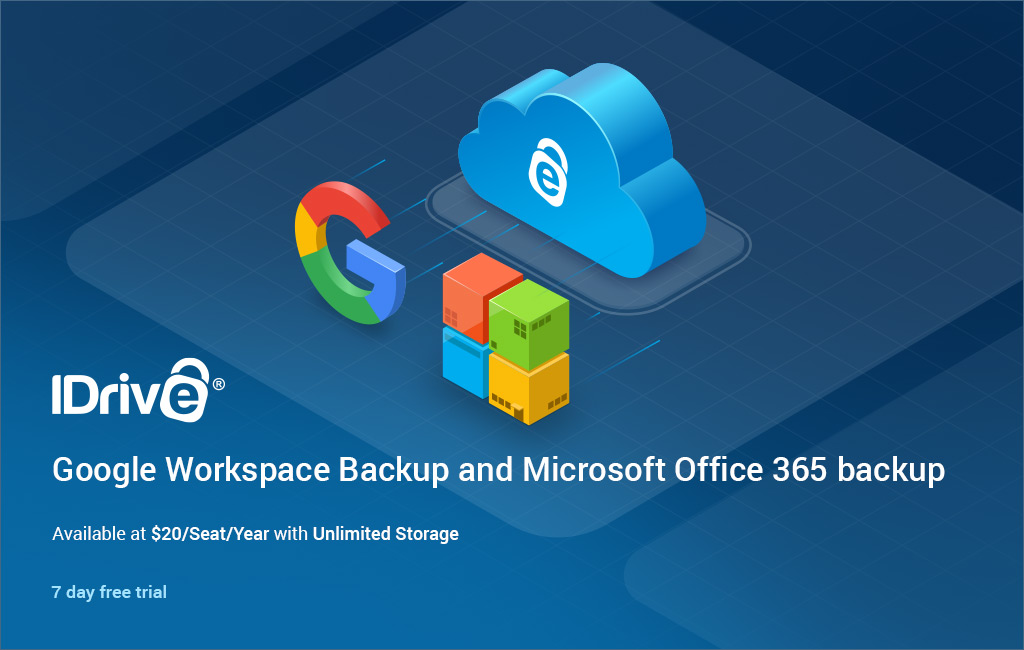 IDrive®
Google Workspace Backup and Microsoft Office 365 backup
Available at $20/Seat/Year with Unlimited Storage
7 day free trial